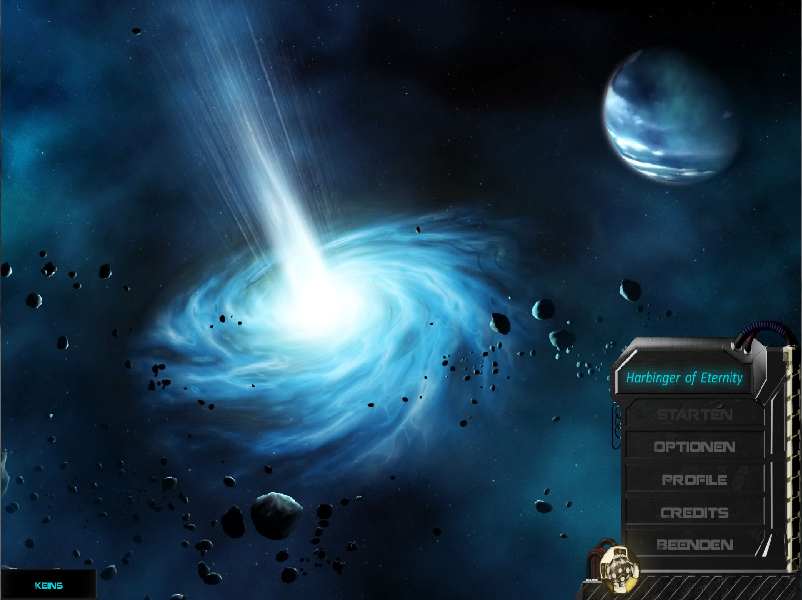 Harbinger of Eternity
STARTEN
OPTIONEN
PROFILE
CREDITS
BEENDEN
KEINS